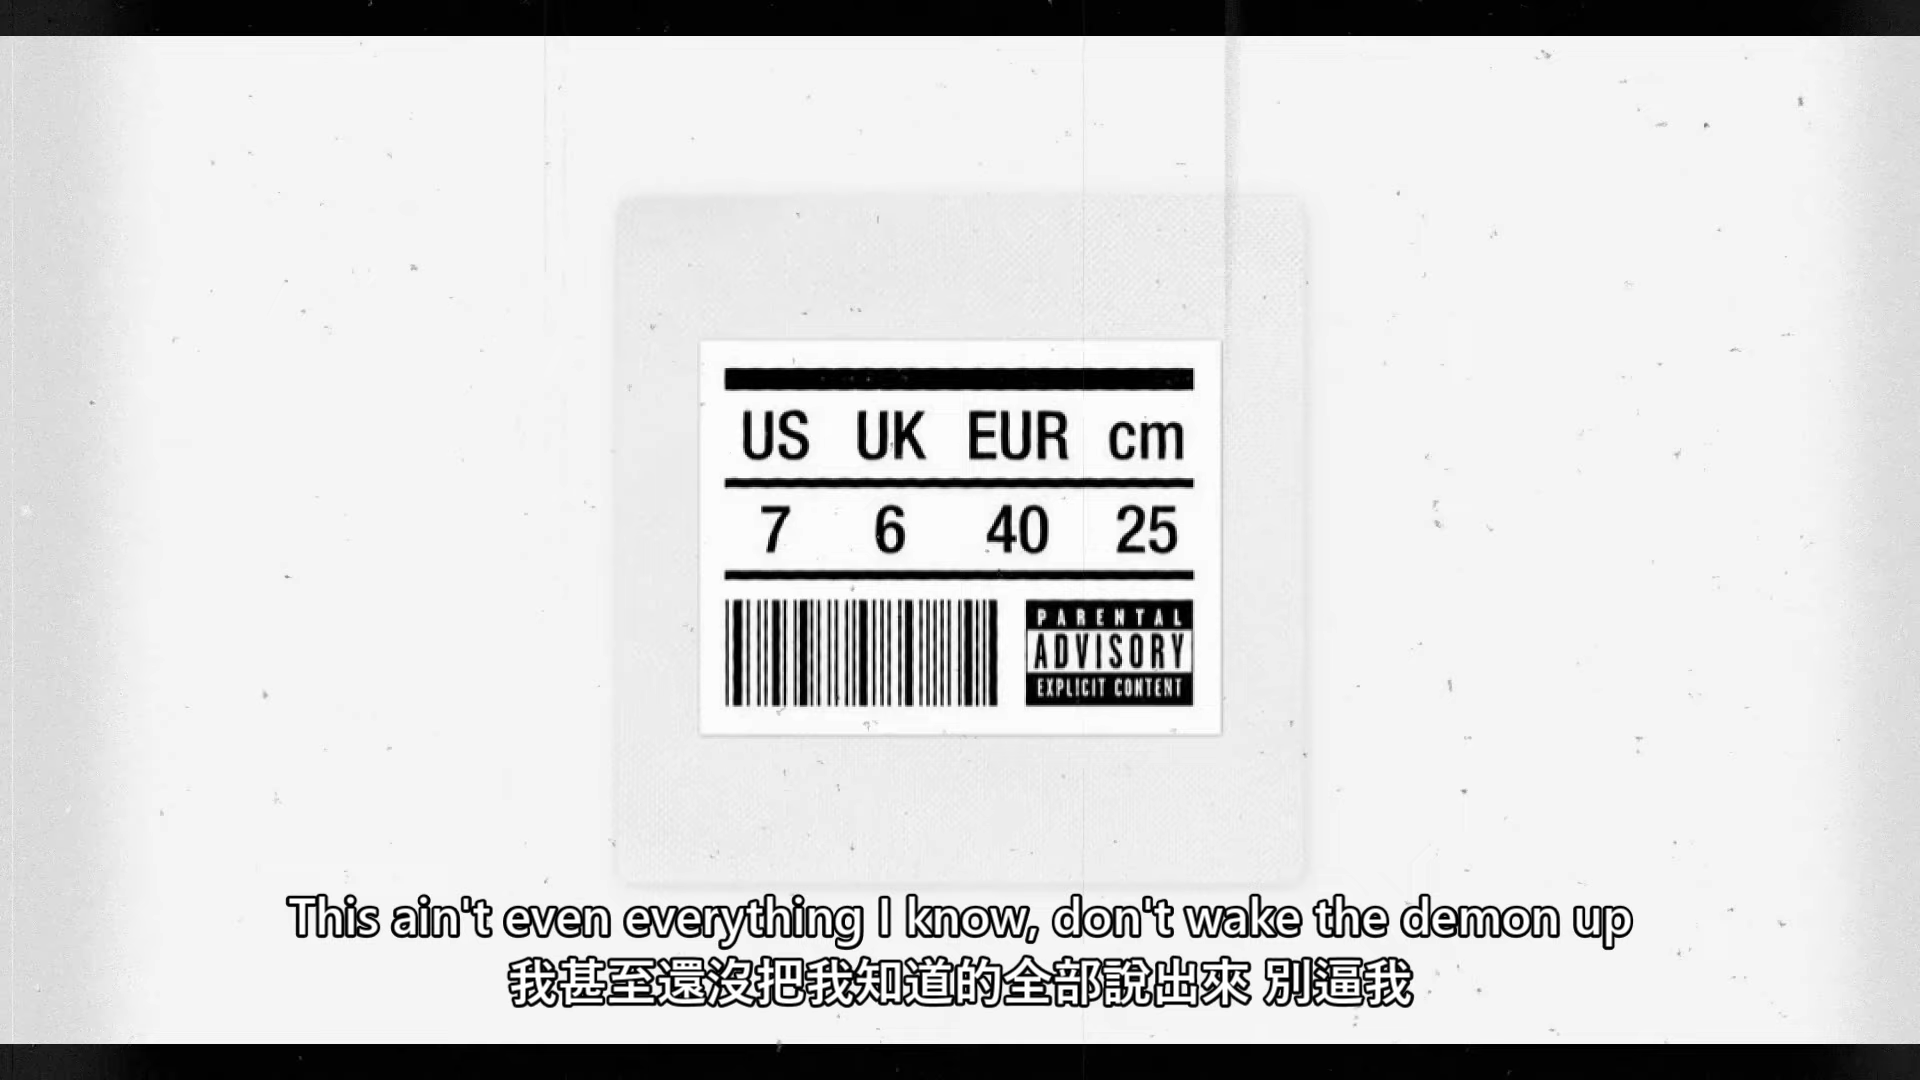 US UK EUR cm
7 6 40 25
PARENTAL
ADVISORY
EXPLICIT CONTENT
This ain't even everything I know, don't wake the demon up
我甚至還沒把我知道的全部說出來 別逼我